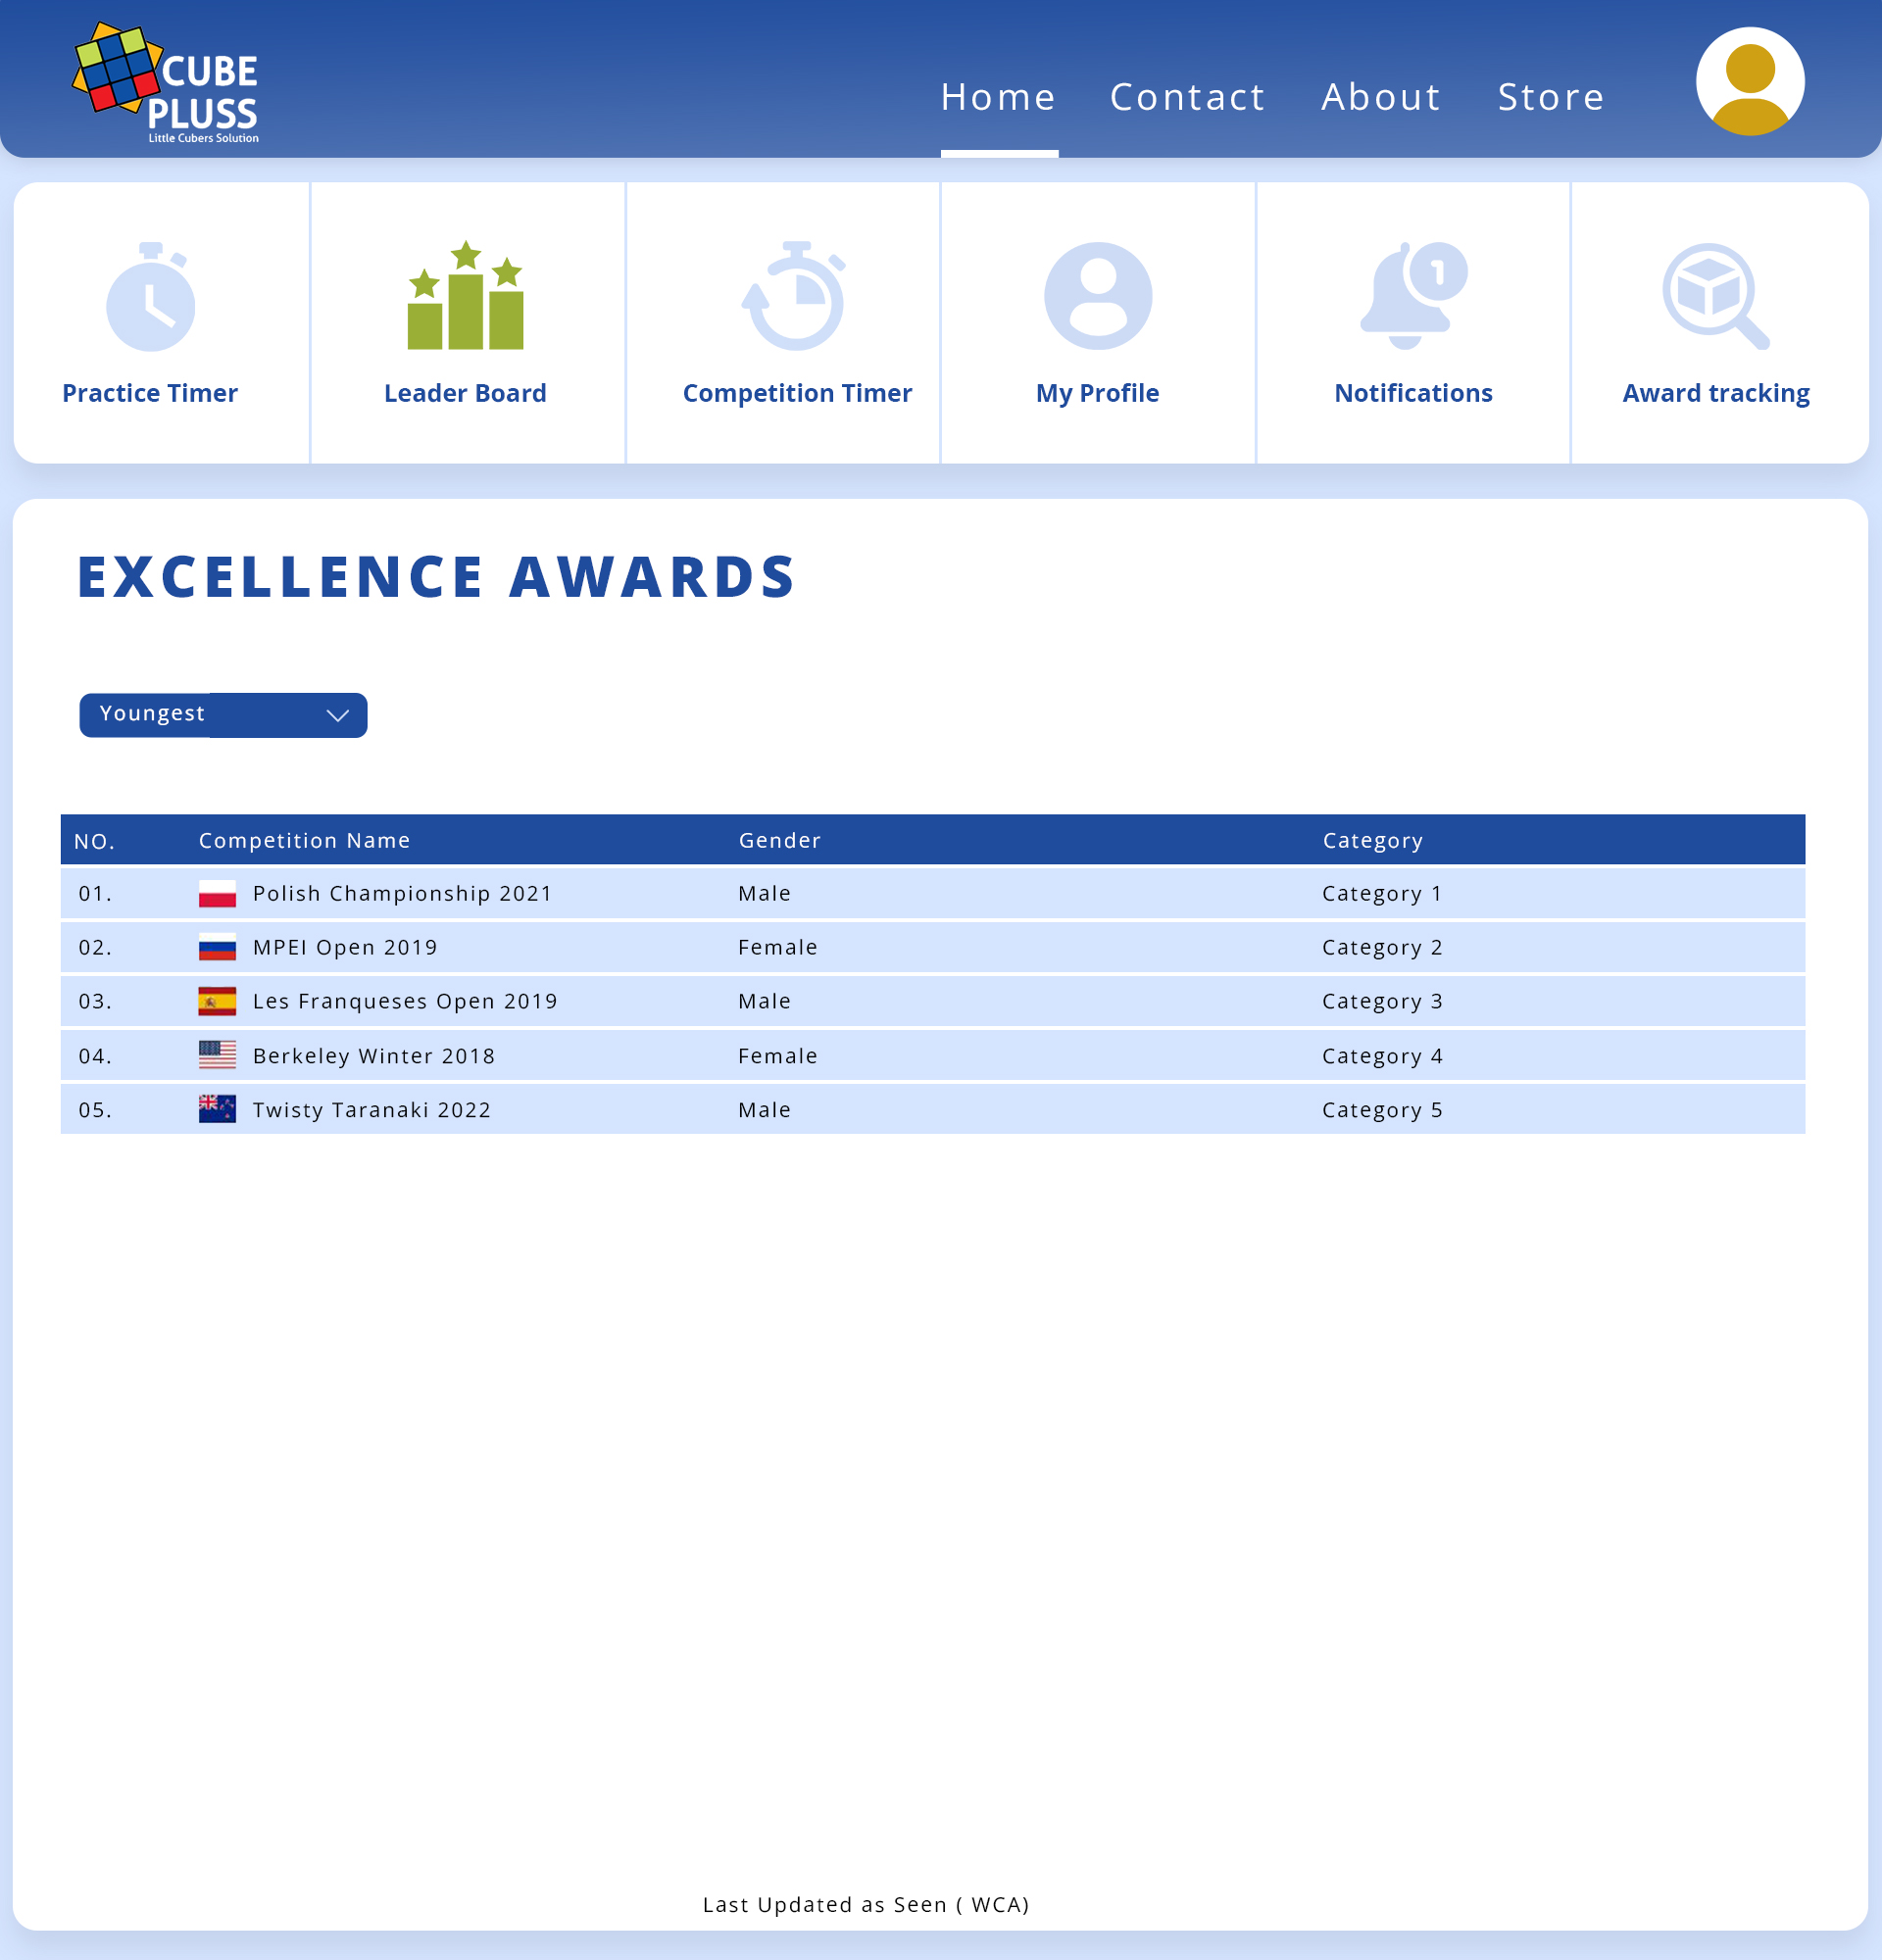 CUBE
PLUSS
Little Cubers Solution
Home Contact About Store
1
Practice Timer Leader Board Competition Timer My Profile Notifications Award tracking
EXCELLENCE AWARDS
Youngest
NO. Competition Name Gender Category
01. Polish Championship 2021 Male Category 1
02. MPEI Open 2019 Female Category 2
03. Les Franqueses Open 2019 Male Category 3
04. Berkeley Winter 2018 Female Category 4
05. Twisty Taranaki 2022 Male Category 5
Last Updated as Seen ( WCA)